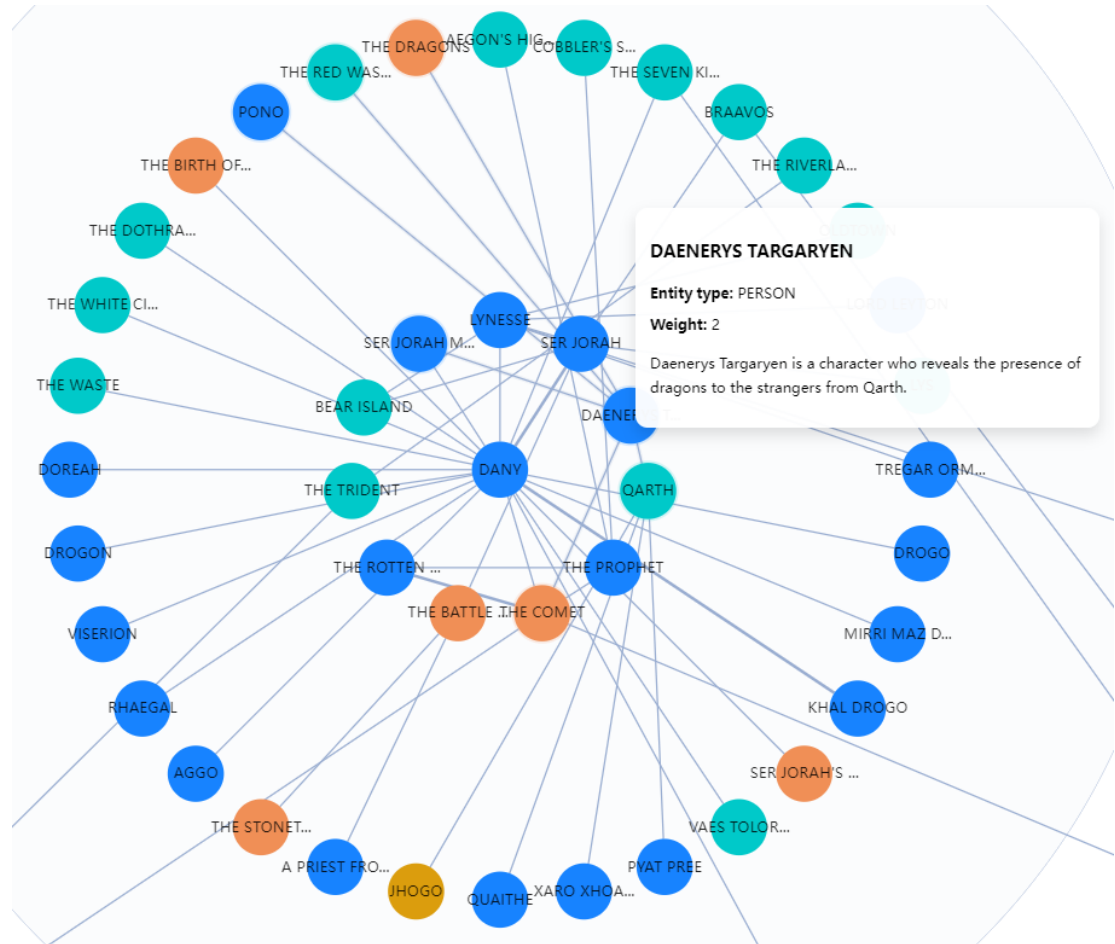 THE DRAGONS
AEGON'S HIG...
COBBLER'S S...
THE RED WAS...
THE SEVEN KI...
PONO
BRAAVOS
THE BIRTH OF...
THE RIVERLA...
THE DOTHRA...
OLDTOWN
DAENERYS TARGARYEN
Entity type: PERSON
Weight: 2
Daenerys Targaryen is a character who reveals the presence of
dragons to the strangers from Qarth.
THE WHITE CI...
LYNESSE
SER JORAH M...
SER JORAH
THE WASTE
BEAR ISLAND
DAENER
DOREAH
DANY
TREGAR ORM...
THE TRIDENT
QARTH
DROGON
THE ROTTEN ...
THE PROPHET
DROGO
THE BATTLE ...
THE COMET
VISERION
MIRRI MAZ D...
RHAEGAL
KHAL DROGO
AGGO
SER JORAH'S ...
THE STONET...
VAES TOLOR...
A PRIEST FRO...
PYAT PREE
JHOGO
QUAITHE
XARO XHOA...